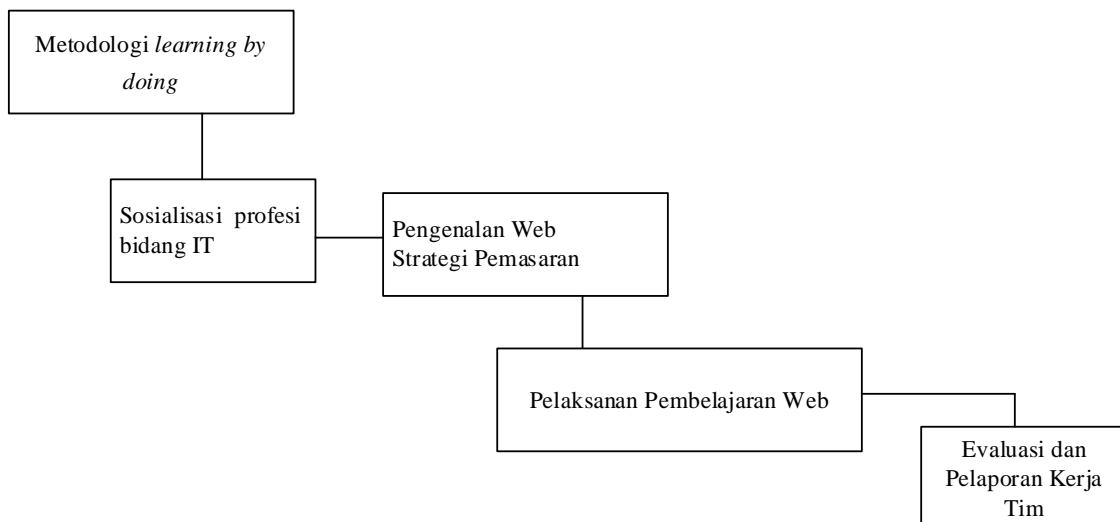 Metodologi learning by
doing
Sosialisasi profesi
bidang IT
Pengenalan Web
Strategi Pemasaran
Pelaksanan Pembelajaran Web
Evaluasi dan
Pelaporan Kerja
Tim